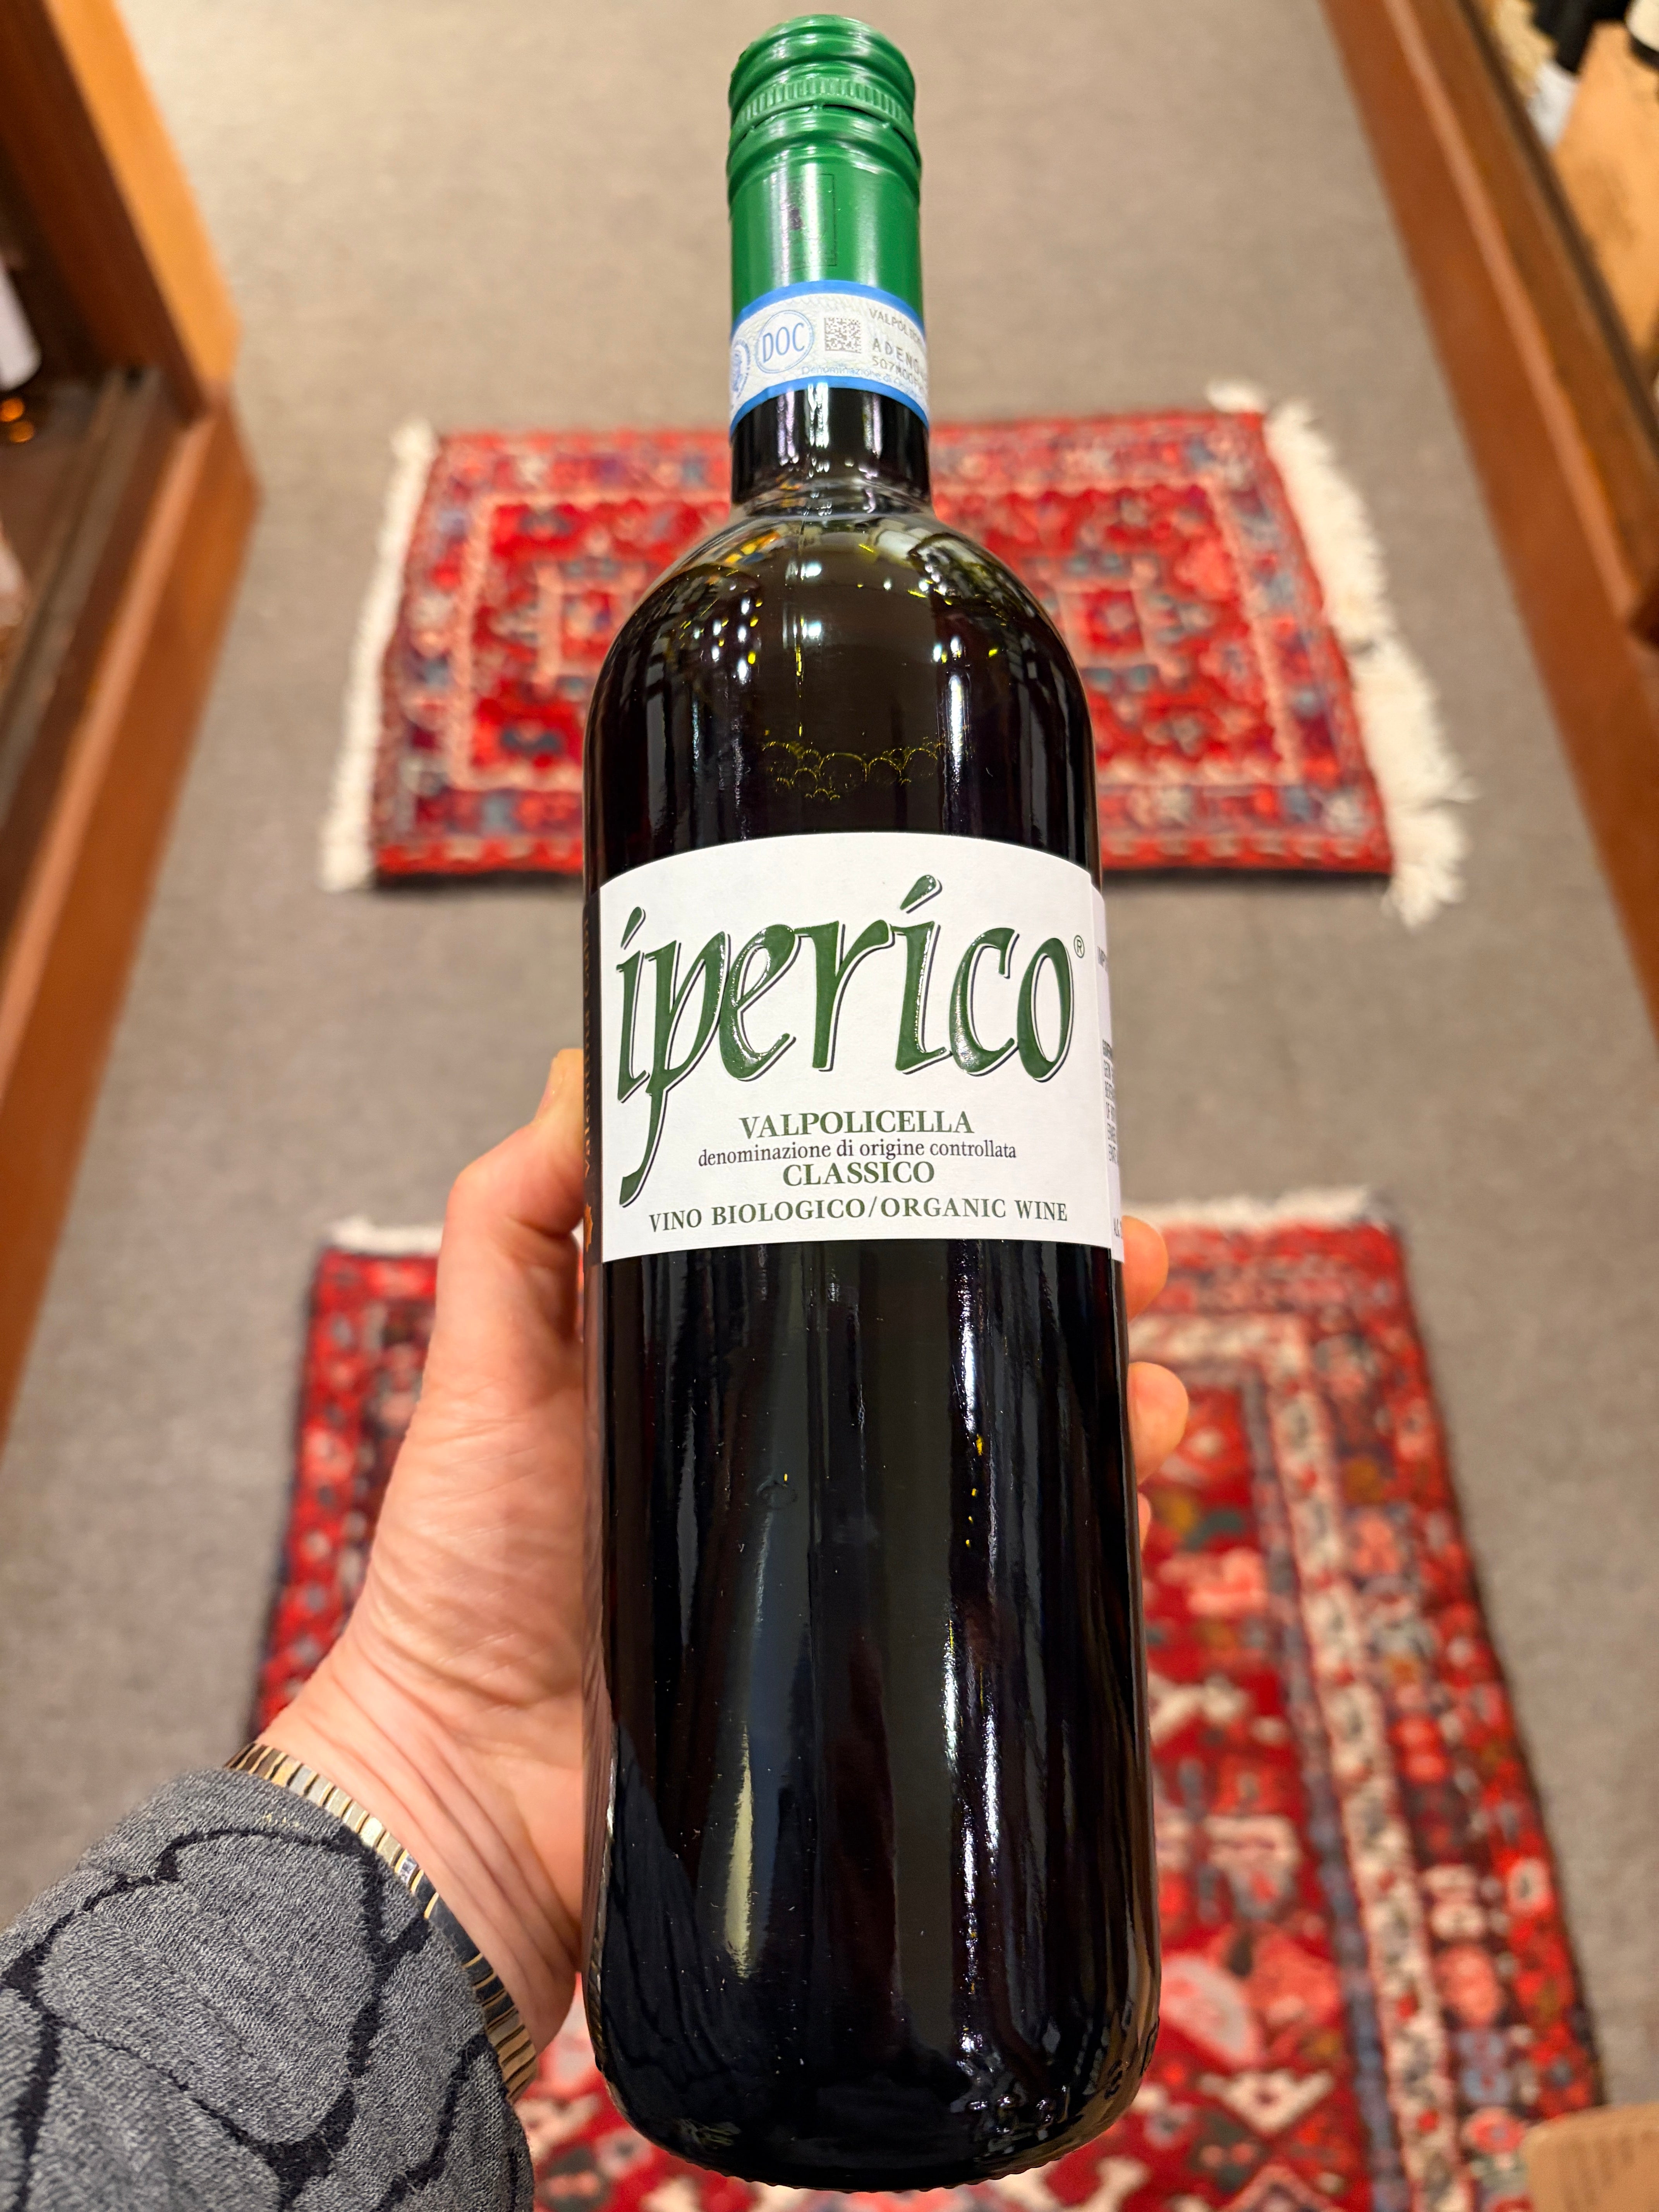 DOC
iperico®
VALPOLICELLA
denominazione di origine controllata
CLASSICO
VINO BIOLOGICO/ORGANIC WINE